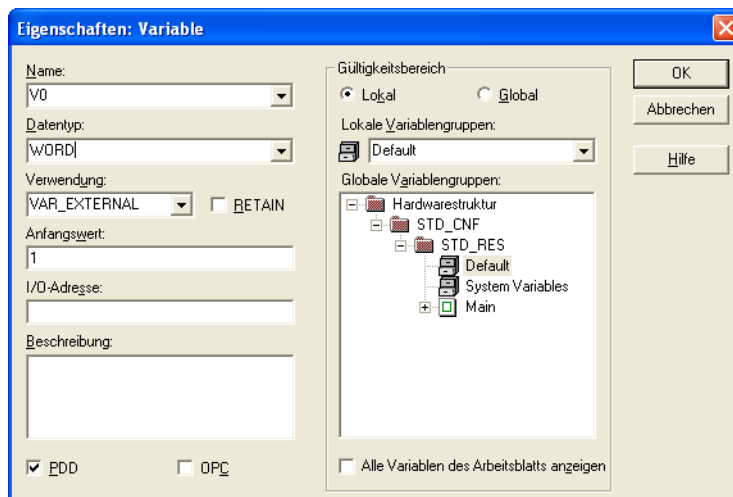 Eigenschaften: Variable
Name:
V0
Datentyp:
WORD
Verwendung:
VAR_EXTERNAL
RETAIN
Anfangswert:
1
I/O-Adresse:
Beschreibung:
PDD
OPC
Gültigkeitsbereich
Lokal
Global
Lokale Variablengruppen:
Default
Globale Variablengruppen:
Hardwarestruktur
STD_CNF
STD_RES
Default
System Variables
Main
Alle Variablen des Arbeitsblatts anzeigen
OK
Abbrechen
Hilfe